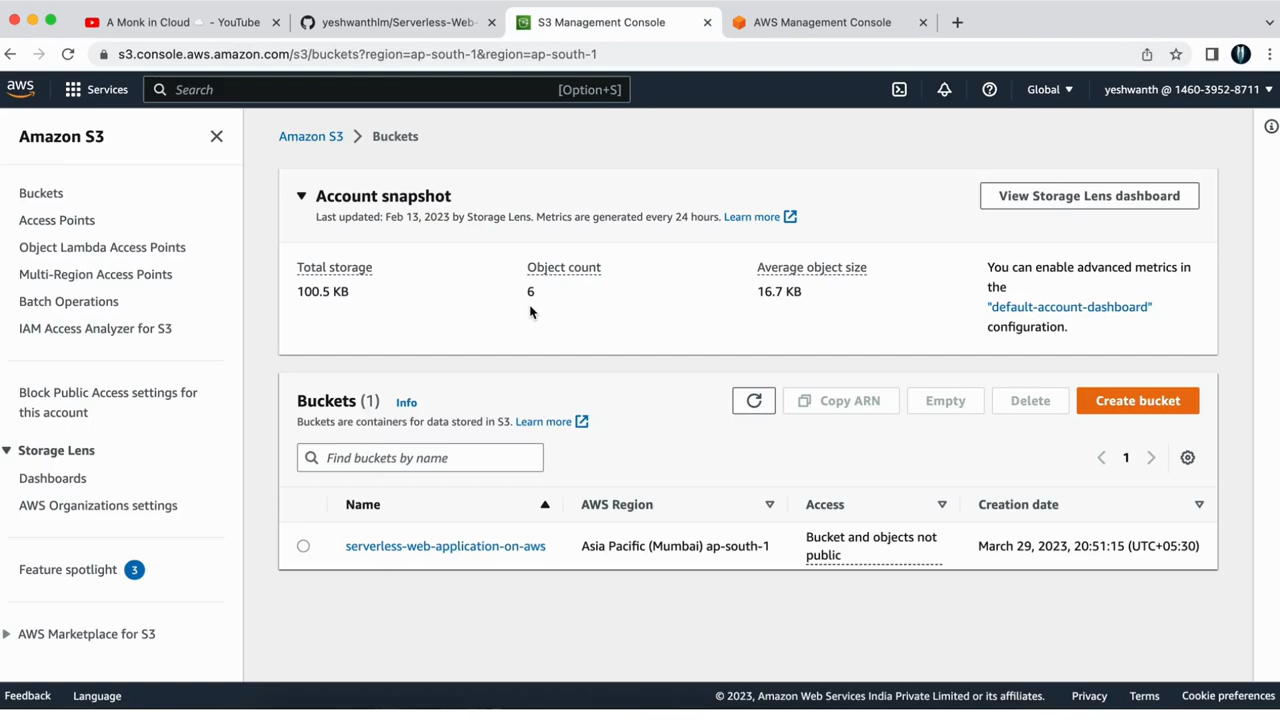 A Monk in Cloud - YouTube
yeshwanthlm/Serverless-Web-
S3 Management Console
AWS Management Console
s3.console.aws.amazon.com/s3/buckets?region=ap-south-1&region=ap-south-1
aws
Services
Search
[Option+S]
Global
yeshwanth @ 1460-3952-8711
Amazon S3
Buckets
Access Points
Object Lambda Access Points
Multi-Region Access Points
Batch Operations
IAM Access Analyzer for S3
Block Public Access settings for
this account
Storage Lens
Dashboards
AWS Organizations settings
Feature spotlight 3
AWS Marketplace for S3
Amazon S3 > Buckets
Account snapshot
Last updated: Feb 13, 2023 by Storage Lens. Metrics are generated every 24 hours. Learn more
View Storage Lens dashboard
Total storage
100.5 KB
Object count
6
Average object size
16.7 KB
You can enable advanced metrics in
the
"default-account-dashboard"
configuration.
Buckets (1) Info
Buckets are containers for data stored in S3. Learn more
Copy ARN
Empty
Delete
Create bucket
Find buckets by name
1
Name
AWS Region
Access
Creation date
serverless-web-application-on-aws
Asia Pacific (Mumbai) ap-south-1
Bucket and objects not
public
March 29, 2023, 20:51:15 (UTC+05:30)
Feedback
Language
© 2023, Amazon Web Services India Private Limited or its affiliates.
Privacy
Terms
Cookie preferences